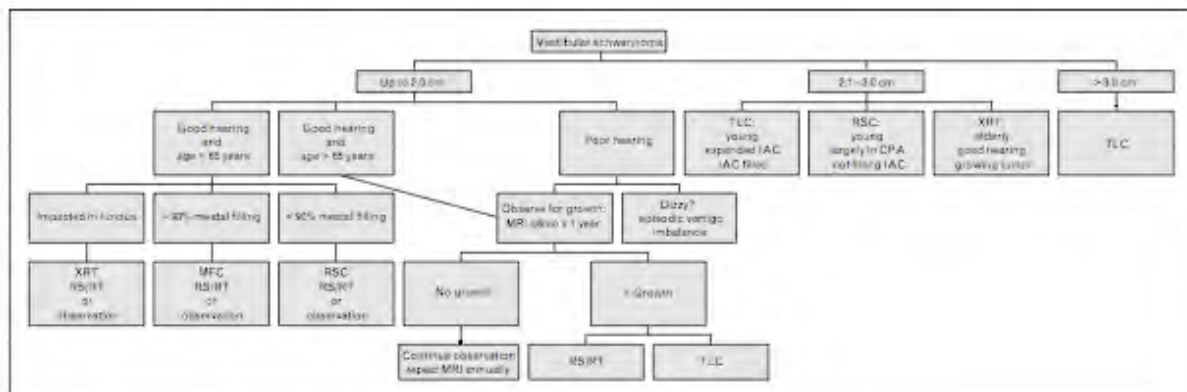 Vestibular schwannoma
Up to 2.0 cm
2.1–3.0 cm
>3.0 cm
Good hearing
and
age 65 years
Good hearing
and
age 65 years
Poor hearing
TLC:
young
expanded IAC
IAC filled
RSC:
young
largely in CPA
not filling IAC
XRT:
elderly
good hearing
growing tumor
TLC
Impacted in fundus
90% meatal filling
< 90% meatal filling
Observe for growth:
MRI x 1 year
Dizzy?
episodic vertigo
imbalance
XRT
RS/RT
or
observation
MFC
RS/RT
or
observation
RSC
RS/RT
or
observation
No growth
Growth
Continue observation
repeat MRI annually
RS/RT
TLC